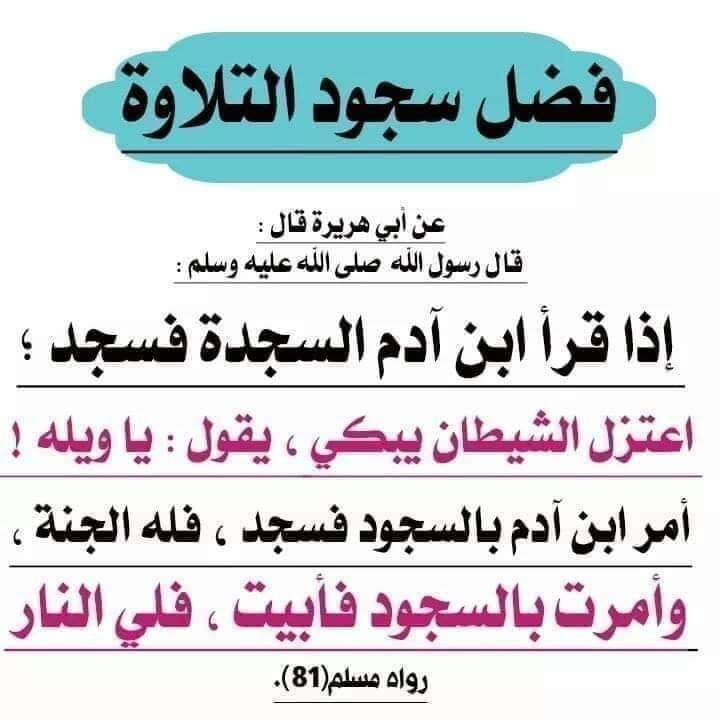 فضل سجود التلاوة
عن أبي هريرة قال :
قال رسول الله صلى الله عليه وسلم :
إذا قرأ ابن آدم السجدة فسجد ؛
اعتزل الشيطان يبكي ، يقول : يا ويله !
أمر ابن آدم بالسجود فسجد ، فله الجنة ،
وأمرت بالسجود فأبيت ، فلي النار
رواه مسلم(81).